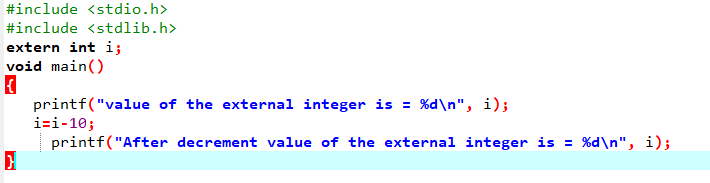 #include <stdio.h>
#include <stdlib.h>
extern int i;
void main()
{
printf("value of the external integer is = %d\n", i);
i=i-10;
printf("After decrement value of the external integer is = %d\n", i);
}